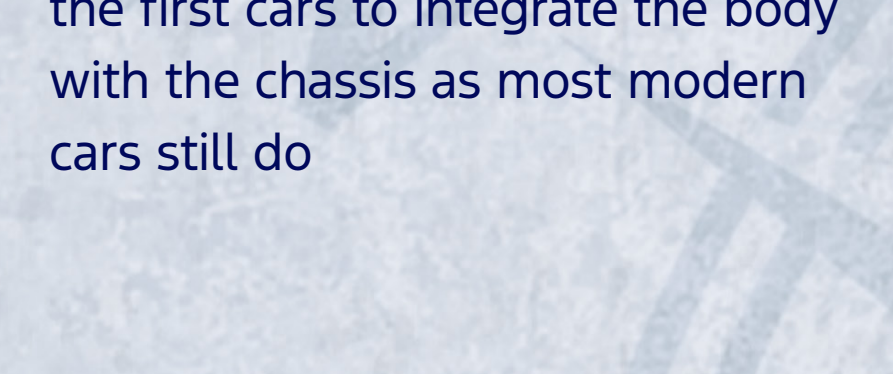 the first cars to integrate the body
with the chassis as most modern
cars still do